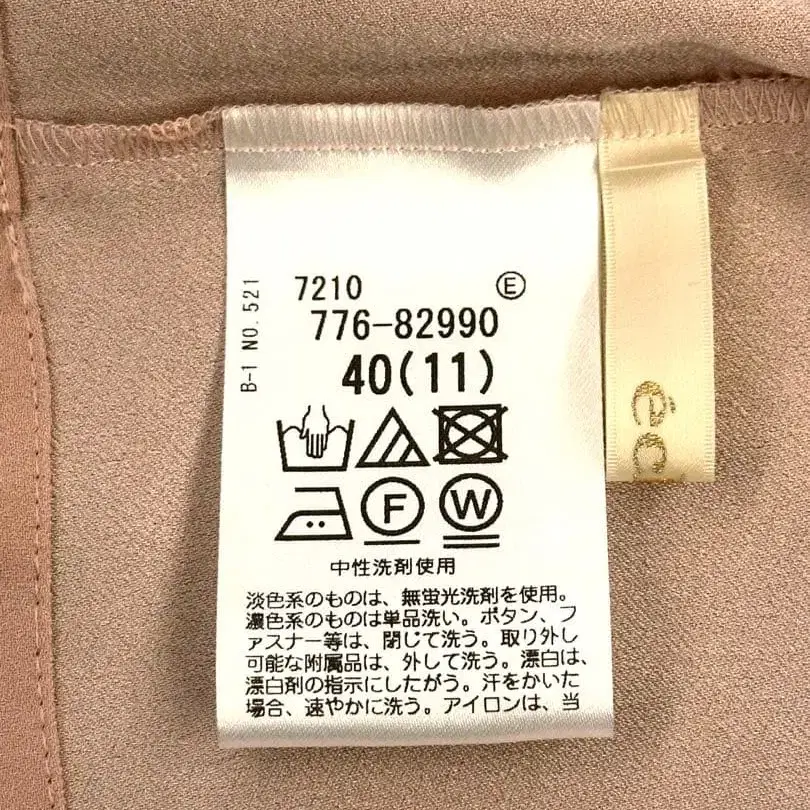 B-1 NO.521
7210 Ⓔ
776-82990
40(11)
F W
中性洗剤使用
淡色系のものは、無蛍光洗剤を使用。
濃色系のものは単品洗い。ボタン、フ
ァスナー等は、閉じて洗う。取り外し
可能な附属品は、外して洗う。漂白は、
漂白剤の指示にしたがう。汗をかいた
場合、速やかに洗う。アイロンは、当
éc